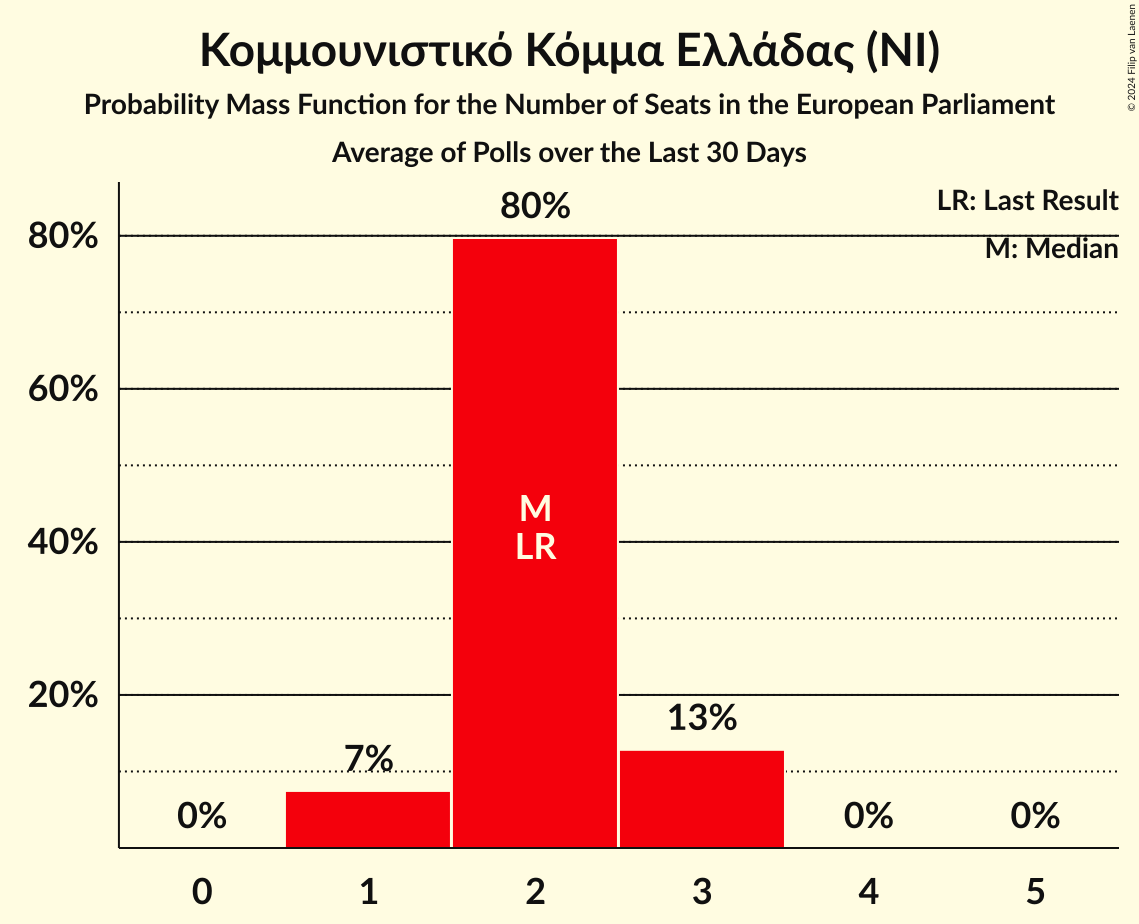 Κομμουνιστικό Κόμμα Ελλάδας (NI)
Probability Mass Function for the Number of Seats in the European Parliament
Average of Polls over the Last 30 Days
© 2024 Filip van Laenen
LR: Last Result
M: Median
80%
60%
40%
20%
0%
7%
80%
M
LR
13%
0%
0%
0 1 2 3 4 5